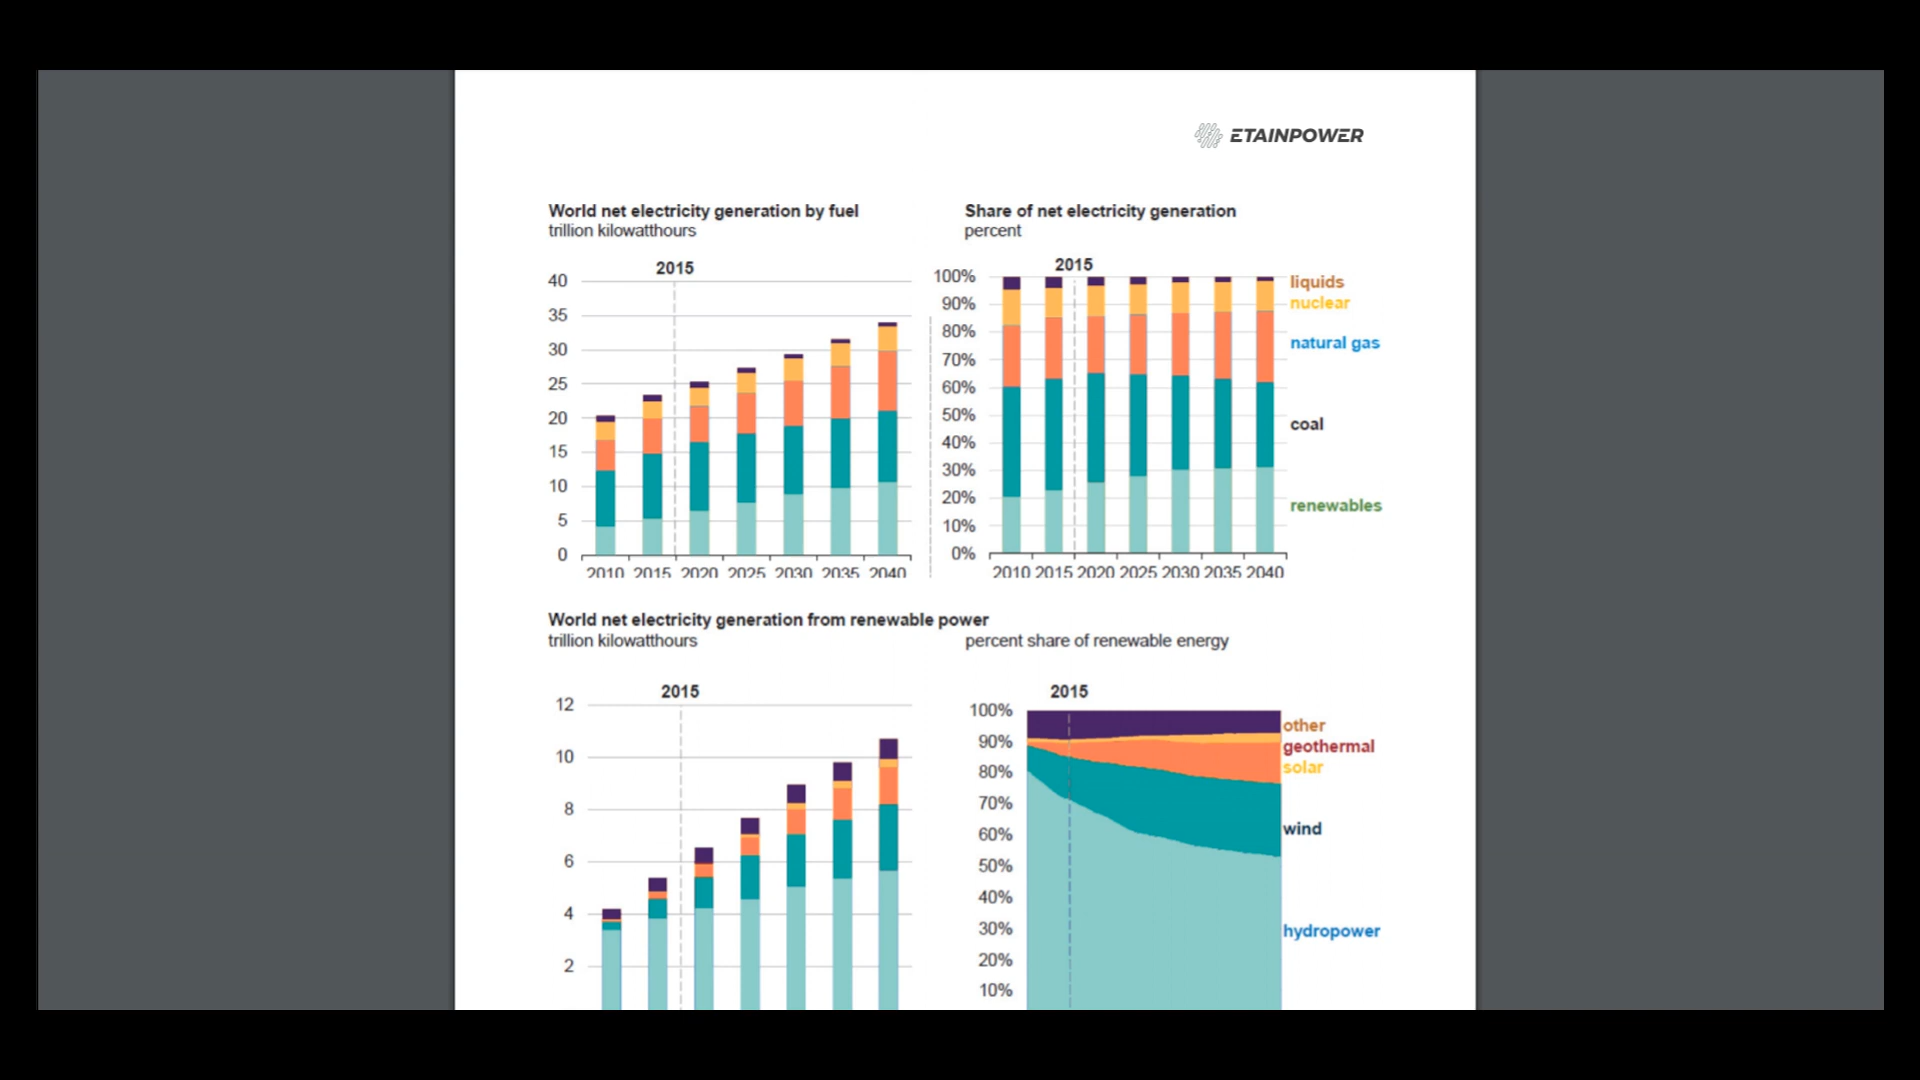 ETAINPOWER
World net electricity generation by fuel
trillion kilowatthours
2015
40
35
30
25
20
15
10
5
0
2010 2015 2020 2025 2030 2035 2040
Share of net electricity generation
percent
2015
100%
90%
80%
70%
60%
50%
40%
30%
20%
10%
0%
2010 2015 2020 2025 2030 2035 2040
liquids
nuclear
natural gas
coal
renewables
World net electricity generation from renewable power
trillion kilowatthours
2015
12
10
8
6
4
2
percent share of renewable energy
2015
100%
90%
80%
70%
60%
50%
40%
30%
20%
10%
other
geothermal
solar
wind
hydropower